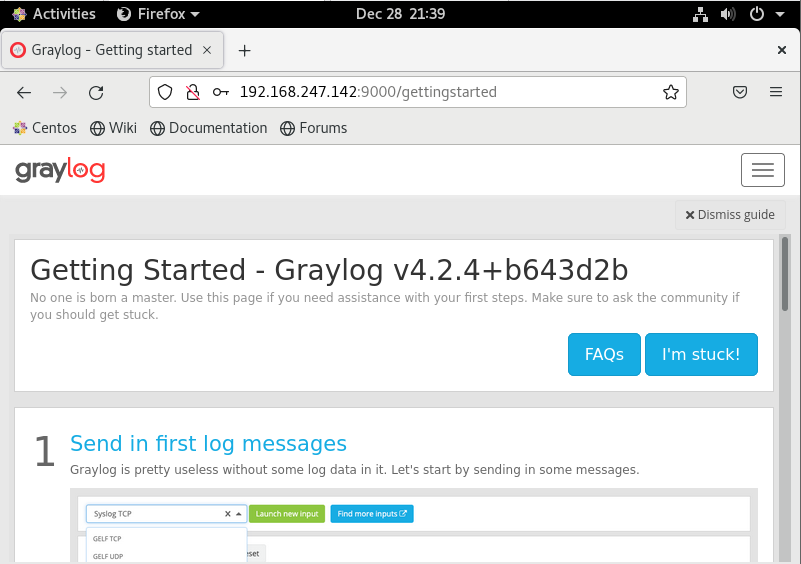 Activities Firefox Dec 28 21:39
Graylog - Getting started
192.168.247.142:9000/gettingstarted
Centos Wiki Documentation Forums
graylog
Dismiss guide
Getting Started - Graylog v4.2.4+b643d2b
No one is born a master. Use this page if you need assistance with your first steps. Make sure to ask the community if
you should get stuck.
FAQs I'm stuck!
1 Send in first log messages
Graylog is pretty useless without some log data in it. Let's start by sending in some messages.
Syslog TCP Launch new input Find more inputs
GELF TCP
eset
GELF UDP